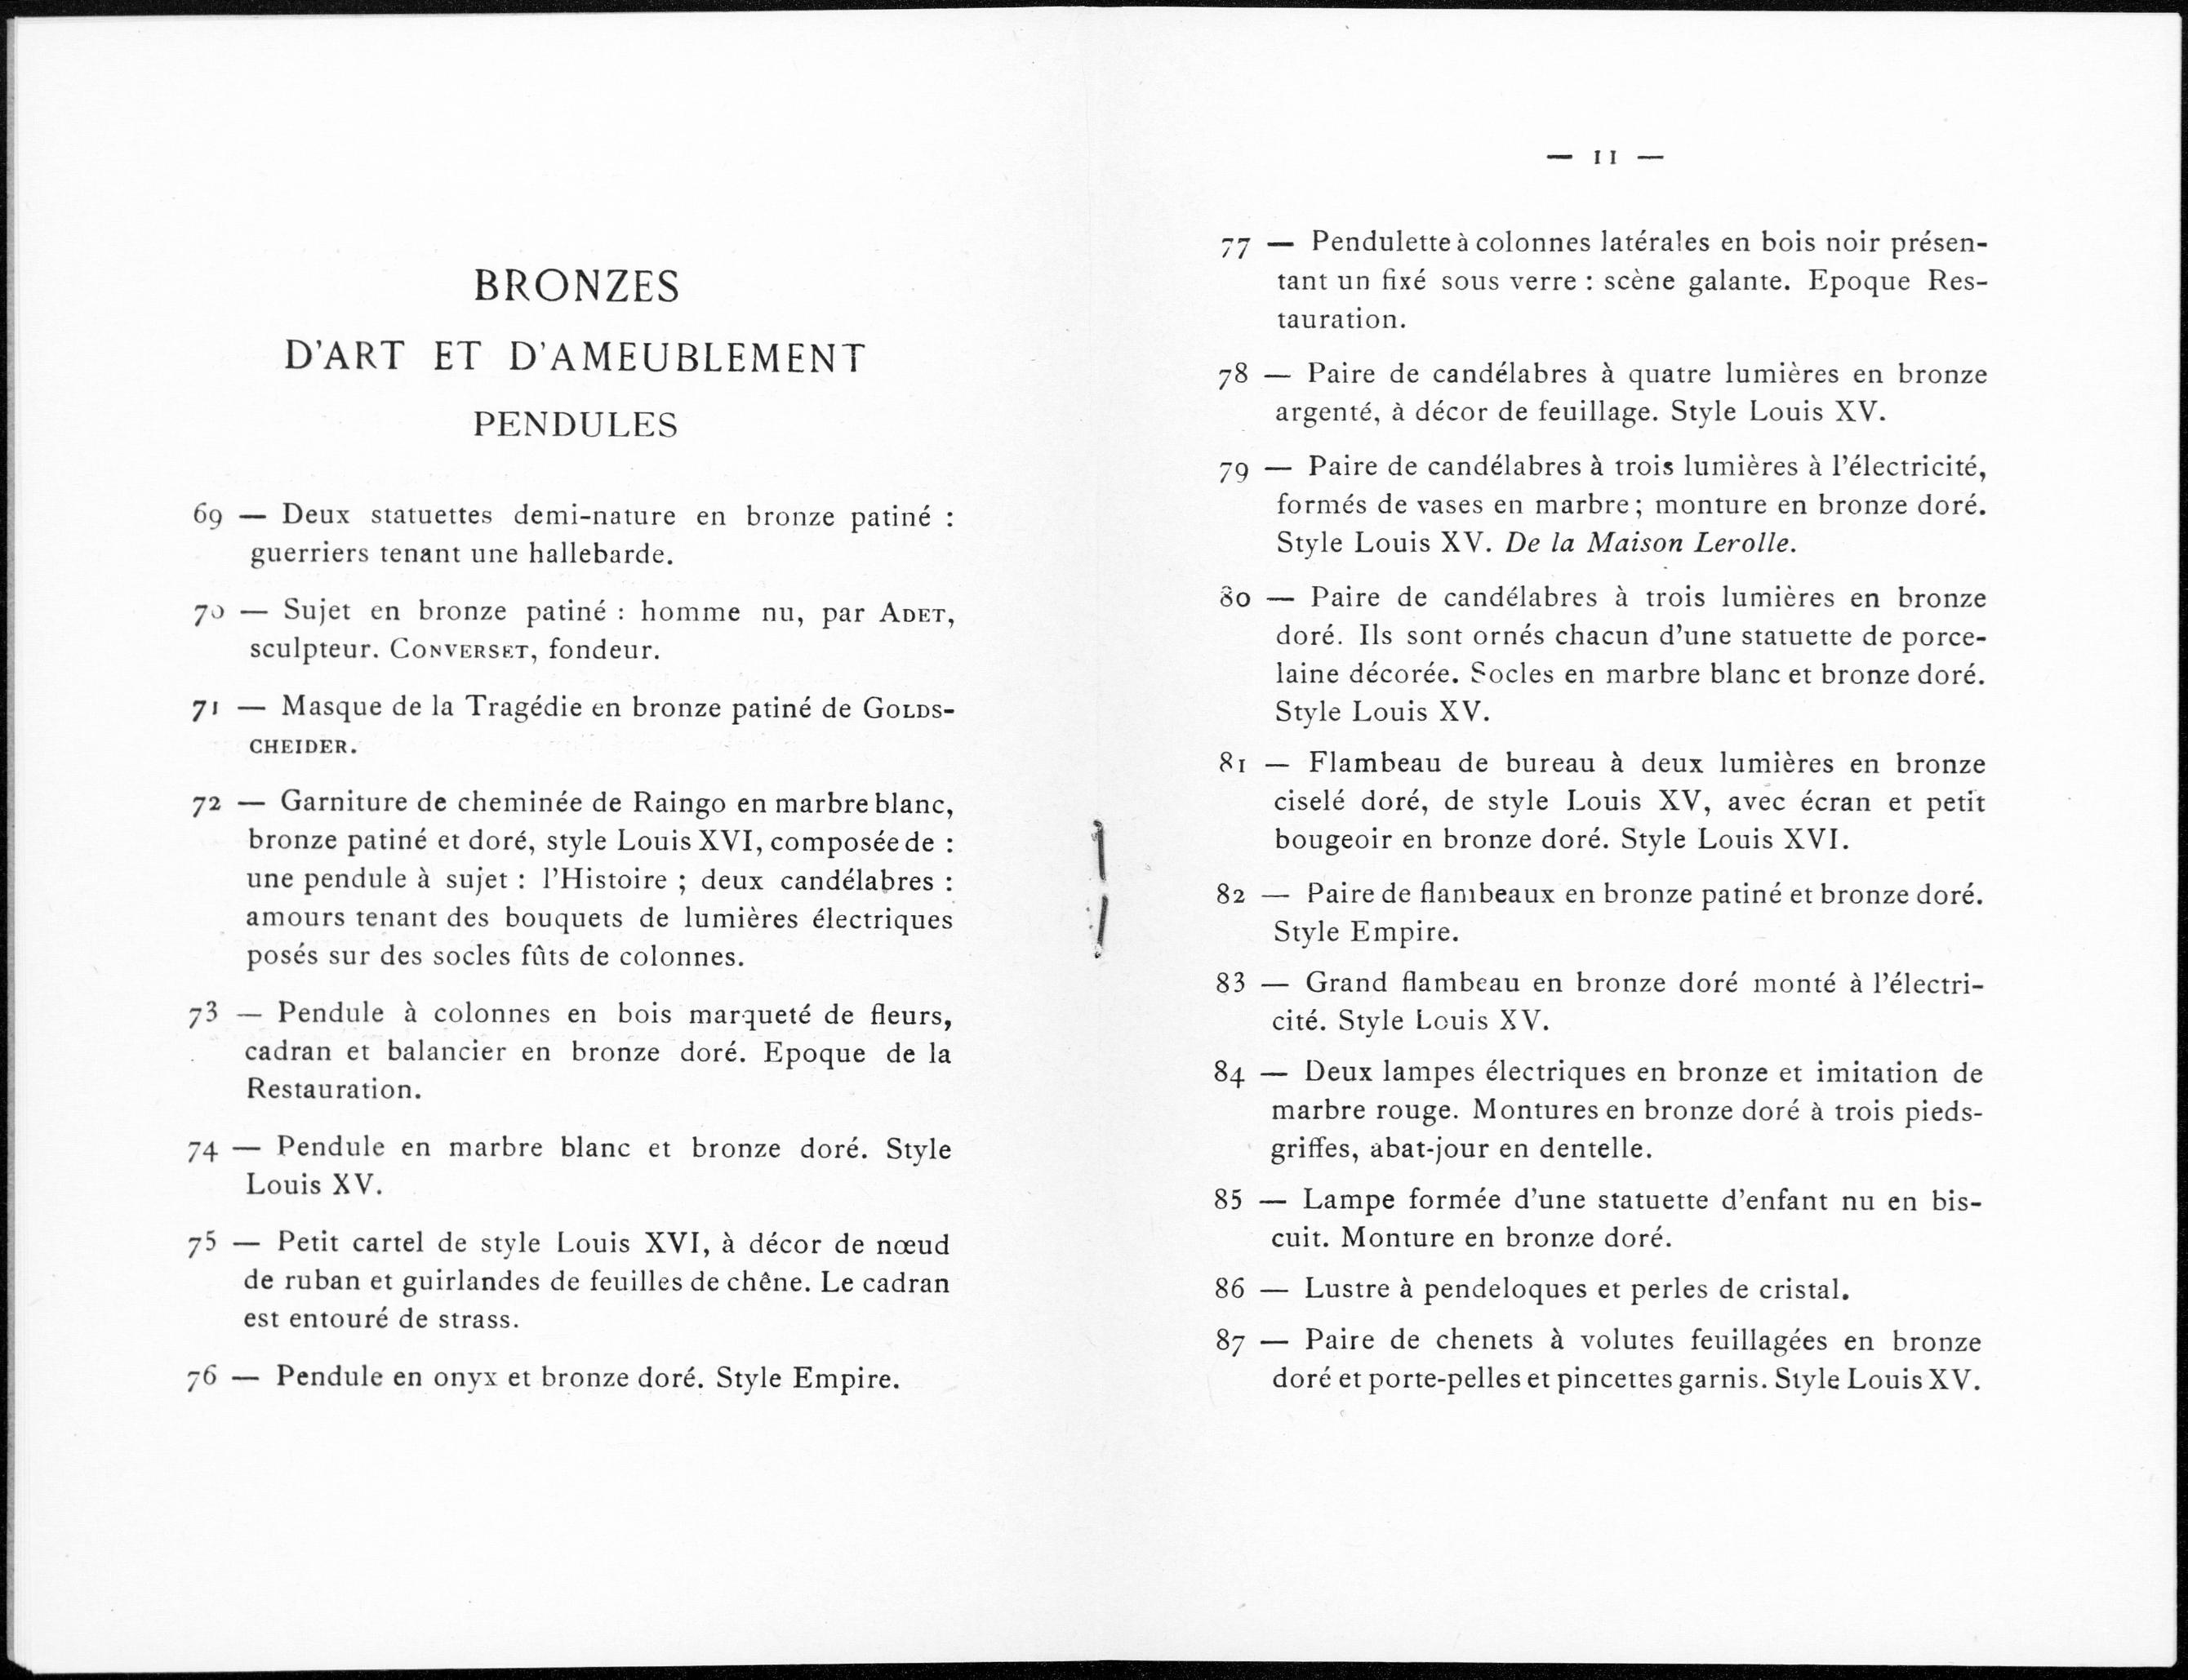 BRONZES
D'ART ET D'AMEUBLEMENT
PENDULES
69 — Deux statuettes demi-nature en bronze patiné :
guerriers tenant une hallebarde.
70 — Sujet en bronze patiné : homme nu, par ADET,
sculpteur. CONVERSET, fondeur.
71 — Masque de la Tragédie en bronze patiné de GOLDS-
CHEIDER.
72 — Garniture de cheminée de Raingo en marbre blanc,
bronze patiné et doré, style Louis XVI, composée de :
une pendule à sujet : l'Histoire ; deux candélabres :
amours tenant des bouquets de lumières électriques
posés sur des socles fûts de colonnes.
73 — Pendule à colonnes en bois marqueté de fleurs,
cadran et balancier en bronze doré. Epoque de la
Restauration.
74 — Pendule en marbre blanc et bronze doré. Style
Louis XV.
75 — Petit cartel de style Louis XVI, à décor de nœud
de ruban et guirlandes de feuilles de chêne. Le cadran
est entouré de strass.
76 — Pendule en onyx et bronze doré. Style Empire.
— 11 —
77 — Pendulette à colonnes latérales en bois noir présen-
tant un fixé sous verre : scène galante. Epoque Res-
tauration.
78 — Paire de candélabres à quatre lumières en bronze
argenté, à décor de feuillage. Style Louis XV.
79 — Paire de candélabres à trois lumières à l'électricité,
formés de vases en marbre ; monture en bronze doré.
Style Louis XV. De la Maison Lerolle.
80 — Paire de candélabres à trois lumières en bronze
doré. Ils sont ornés chacun d'une statuette de porce-
laine décorée. Socles en marbre blanc et bronze doré.
Style Louis XV.
81 — Flambeau de bureau à deux lumières en bronze
ciselé doré, de style Louis XV, avec écran et petit
bougeoir en bronze doré. Style Louis XVI.
82 — Paire de flambeaux en bronze patiné et bronze doré.
Style Empire.
83 — Grand flambeau en bronze doré monté à l'électri-
cité. Style Louis XV.
84 — Deux lampes électriques en bronze et imitation de
marbre rouge. Montures en bronze doré à trois pieds-
griffes, abat-jour en dentelle.
85 — Lampe formée d'une statuette d'enfant nu en bis-
cuit. Monture en bronze doré.
86 — Lustre à pendeloques et perles de cristal.
87 — Paire de chenets à volutes feuillagées en bronze
doré et porte-pelles et pincettes garnis. Style Louis XV.